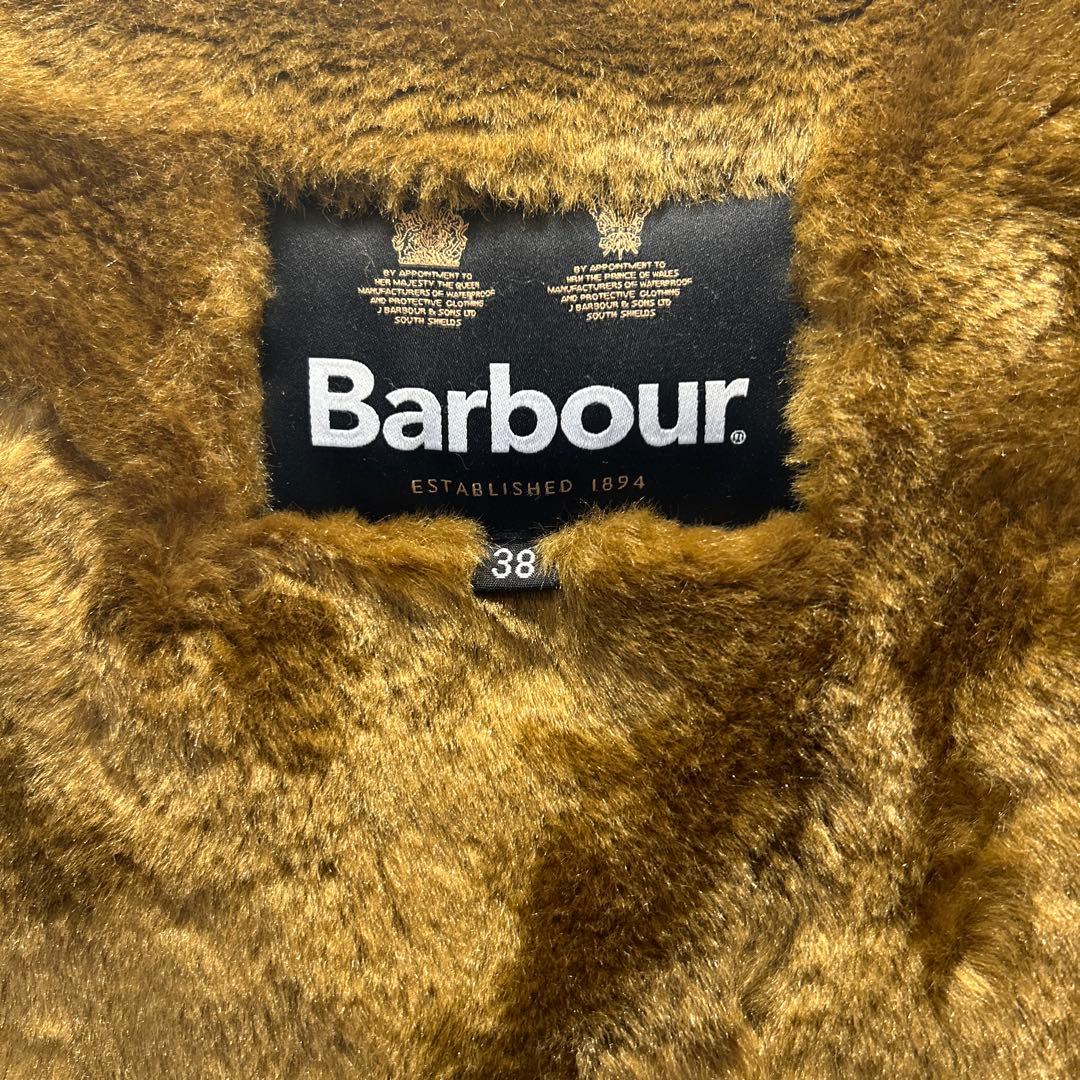 BY APPOINTMENT TO
HER MAJESTY THE QUEEN
MANUFACTURERS OF WATERPROOF
AND PROTECTIVE CLOTHING
J BARBOUR & SONS LTD
SOUTH SHIELDS
BY APPOINTMENT TO
HRH THE PRINCE OF WALES
MANUFACTURERS OF WATERPROOF
AND PROTECTIVE CLOTHING
J BARBOUR & SONS LTD
SOUTH SHIELDS
Barbour®
ESTABLISHED 1894
38